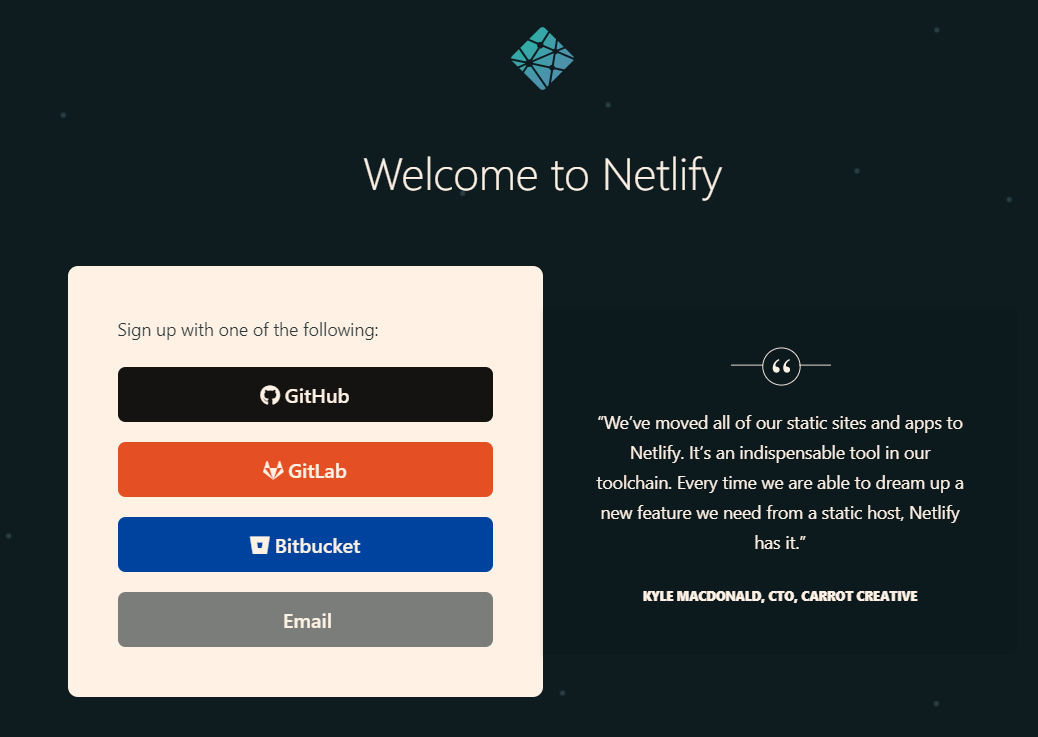 Welcome to Netlify
Sign up with one of the following:
GitHub
GitLab
Bitbucket
Email
“We’ve moved all of our static sites and apps to
Netlify. It’s an indispensable tool in our
toolchain. Every time we are able to dream up a
new feature we need from a static host, Netlify
has it.”
KYLE MACDONALD, CTO, CARROT CREATIVE